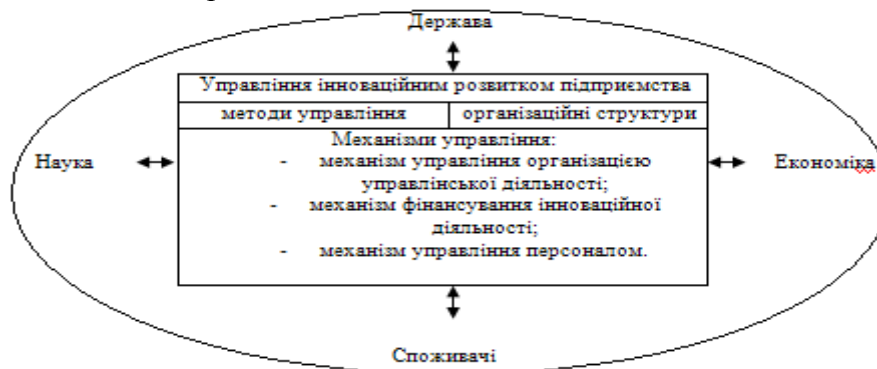 Держава
Управління інноваційним розвитком підприємства
методи управління
організаційні структури
Механізми управління:
- механізм управління організацією
управлінської діяльності;
- механізм фінансування інноваційної
діяльності;
- механізм управління персоналом.
Наука
Економіка
Споживачі